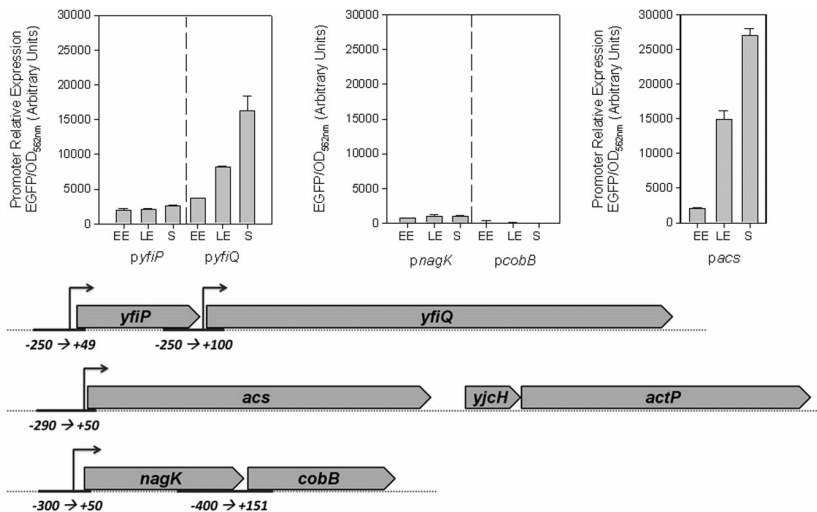 Promoter Relative Expression
EGFP/OD562nm (Arbitrary Units)
30000
25000
20000
15000
10000
5000
0
EE LE S EE LE S
pyfiP pyfiQ
EGFP/OD562nm (Arbitrary Units)
30000
25000
20000
15000
10000
5000
0
EE LE S EE LE S
pnagK pcobB
Promoter Relative Expression
EGFP/OD562nm (Arbitrary Units)
30000
25000
20000
15000
10000
5000
0
EE LE S
pacs
yfiP yfiQ
-250 → +49 -250 → +100
acs yjcH actP
-290 → +50
nagK cobB
-300 → +50 -400 → +151